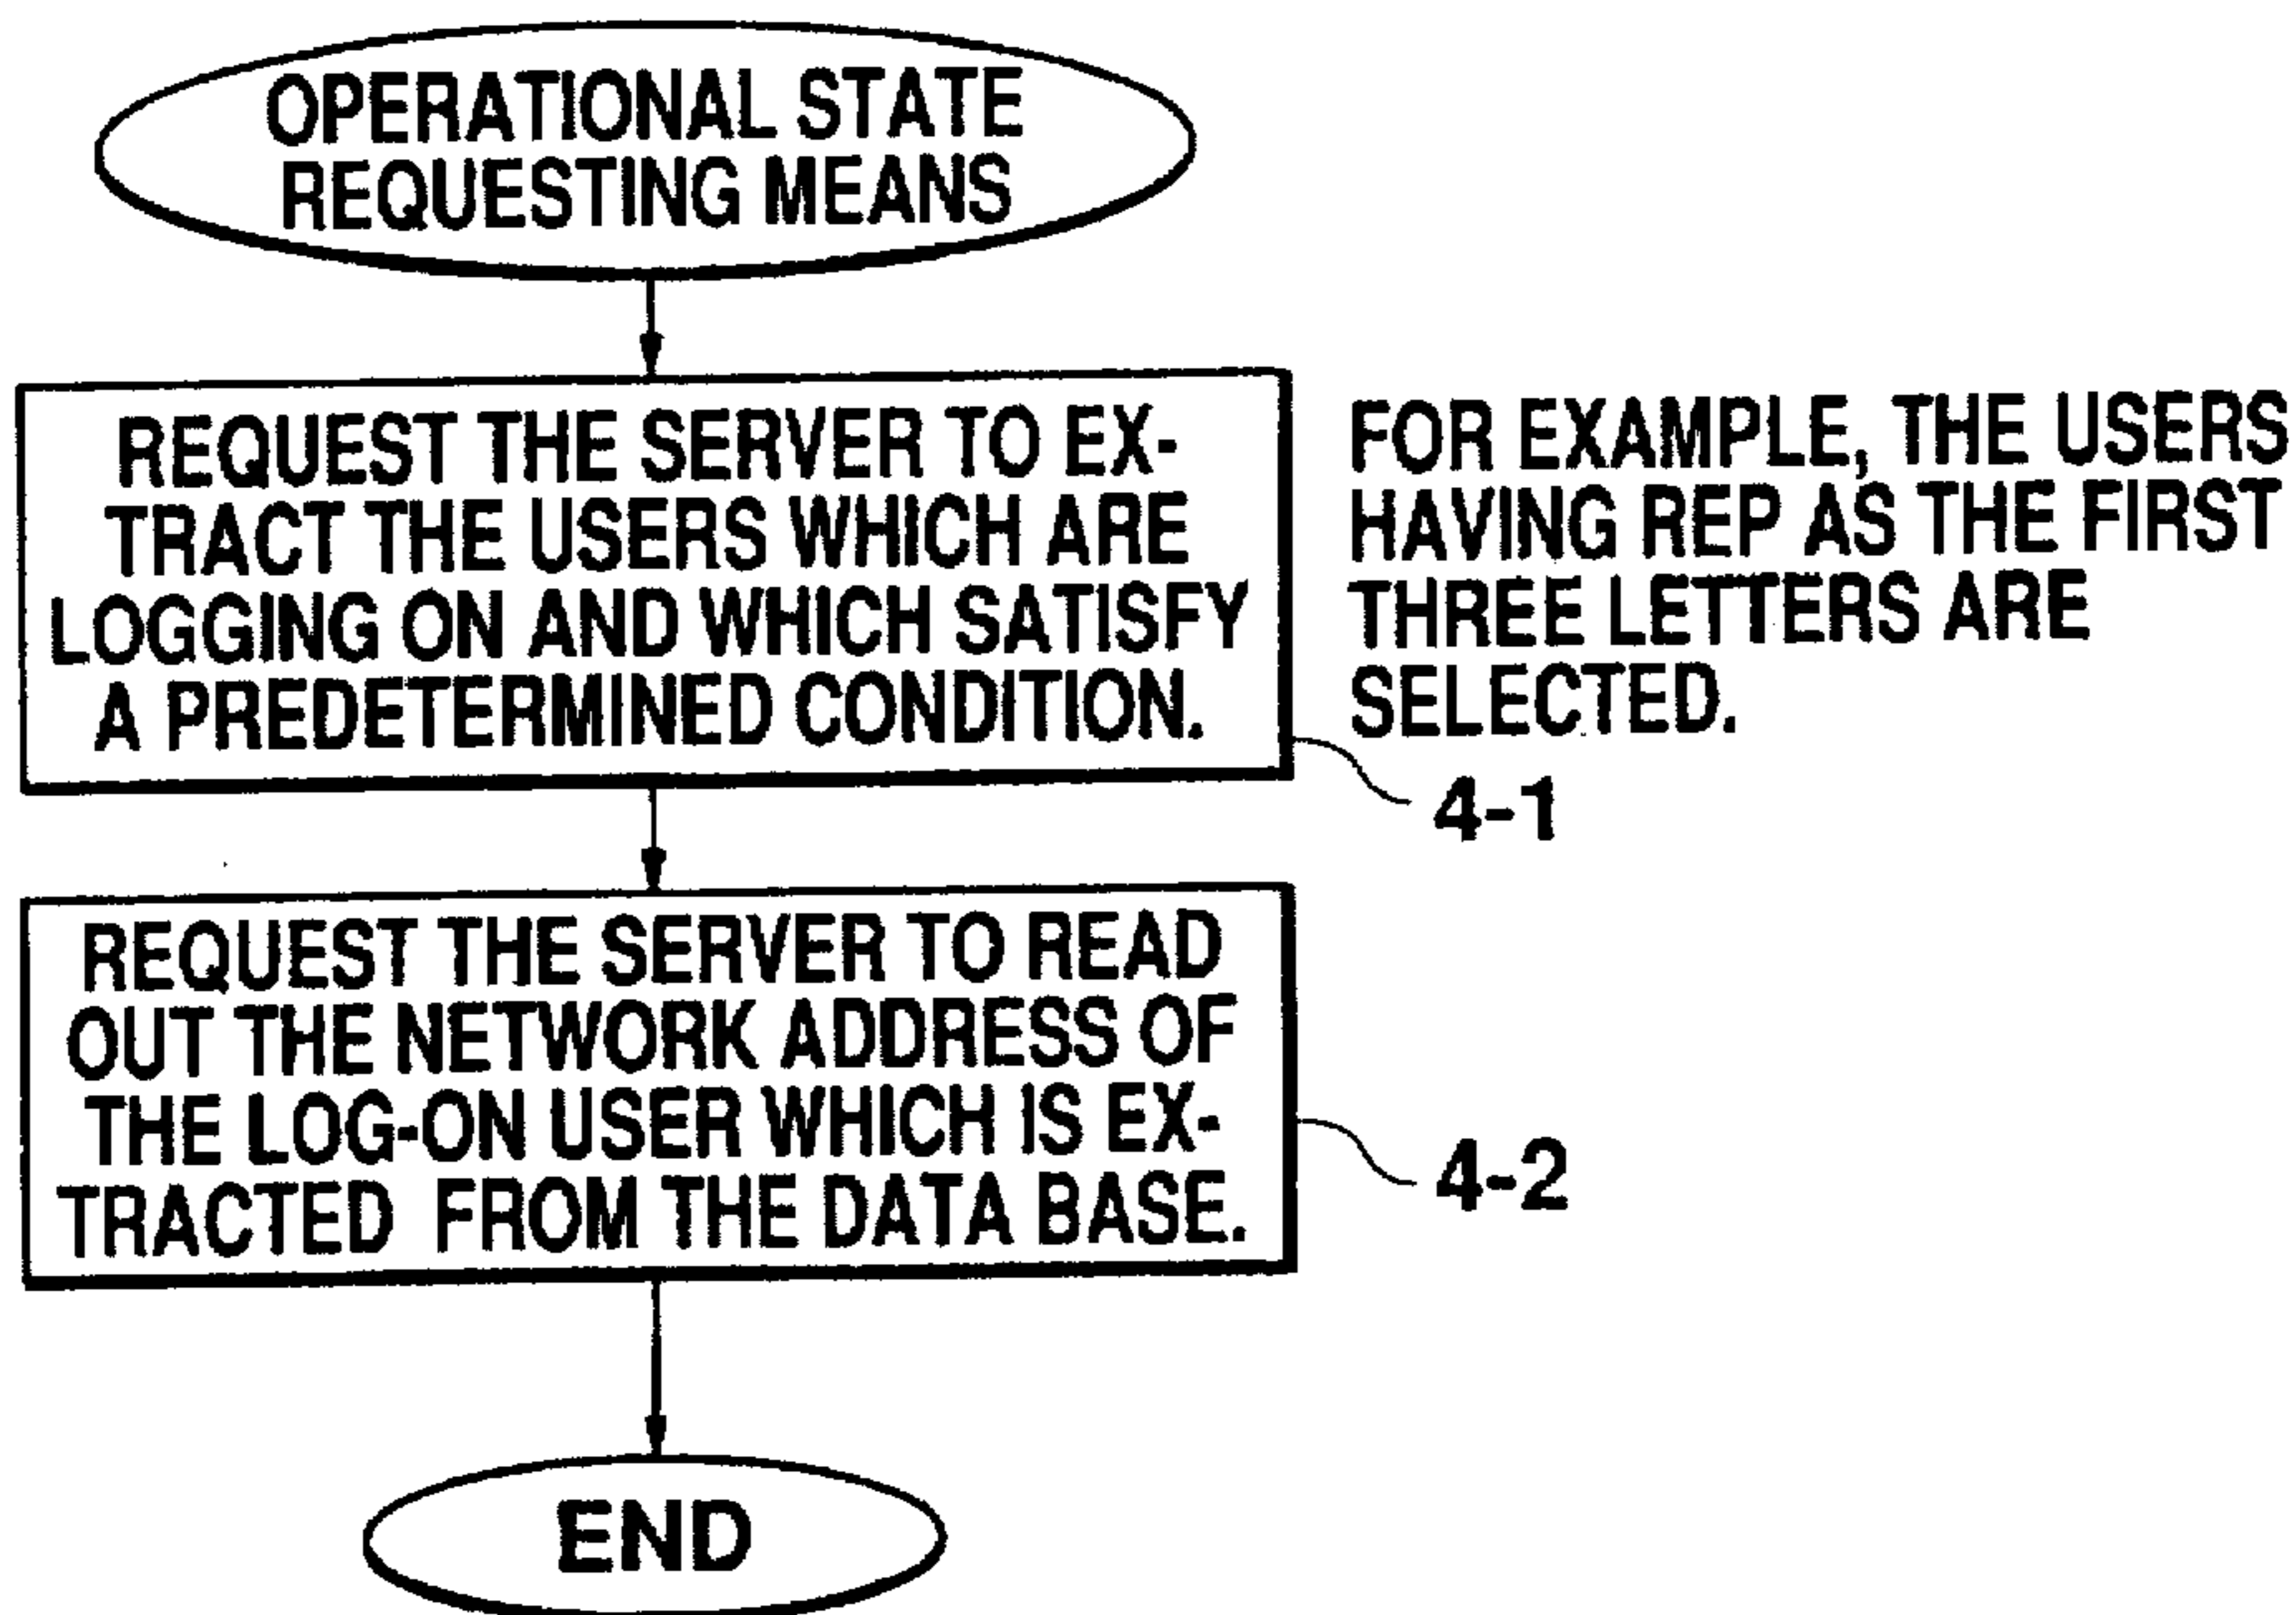 OPERATIONAL STATE
REQUESTING MEANS
REQUEST THE SERVER TO EX-
TRACT THE USERS WHICH ARE
LOGGING ON AND WHICH SATISFY
A PREDETERMINED CONDITION.
FOR EXAMPLE, THE USERS
HAVING REP AS THE FIRST
THREE LETTERS ARE
SELECTED.
4-1
REQUEST THE SERVER TO READ
OUT THE NETWORK ADDRESS OF
THE LOG-ON USER WHICH IS EX-
TRACTED FROM THE DATA BASE.
4-2
END